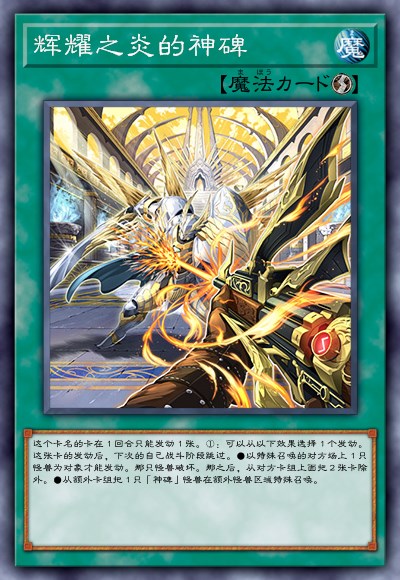 辉耀之炎的神碑
魔
【魔法カード】
まほう
这个卡名的卡在1回合只能发动1张。①：可以从以下效果选择1个发动。
这张卡的发动后，下次的自己战斗阶段跳过。●以特殊召唤的对方场上1只
怪兽为对象才能发动。那只怪兽破坏。那之后，从对方卡组上面把2张卡除
外。●从额外卡组把1只「神碑」怪兽在额外怪兽区域特殊召唤。